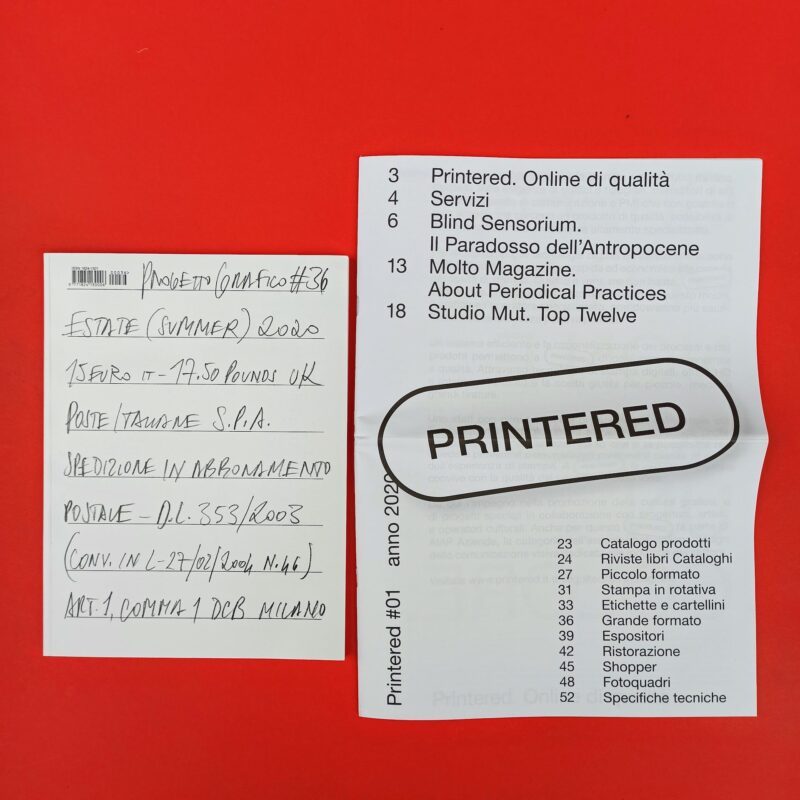 PROGETTO GRAFICO #36
ESTATE (SUMMER) 2020
15 EURO IT - 17.50 POUNDS UK
POSTE ITALIANE S.P.A.
SPEDIZIONE IN ABBONAMENTO
POSTALE - D.L. 353/2003
(CONV. IN L-27/02/2004 N.46)
ART.1, COMMA 1 DCB MILANO
3 Printered. Online di qualità
4 Servizi
6 Blind Sensorium.
Il Paradosso dell'Antropocene
13 Molto Magazine.
About Periodical Practices
18 Studio Mut. Top Twelve
PRINTERED
Printered #01 anno 2020
23 Catalogo prodotti
24 Riviste libri Cataloghi
27 Piccolo formato
31 Stampa in rotativa
33 Etichette e cartellini
36 Grande formato
39 Espositori
42 Ristorazione
45 Shopper
48 Fotoquadri
52 Specifiche tecniche